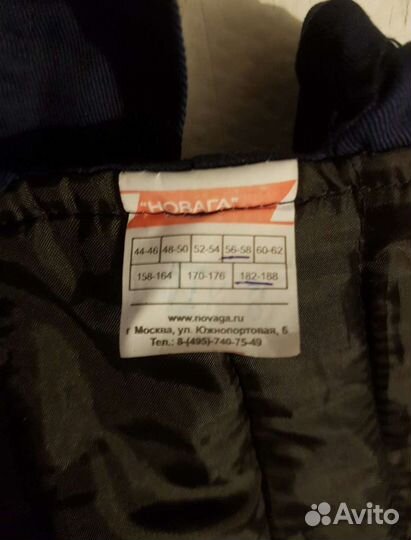 "НОВАГА"
44-46 48-50 52-54 56-58 60-62
158-164 170-176 182-188
www.novaga.ru
г Москва, ул. Южнопортовая, 5
Тел.: 8-(495)-740-75-49
Avito